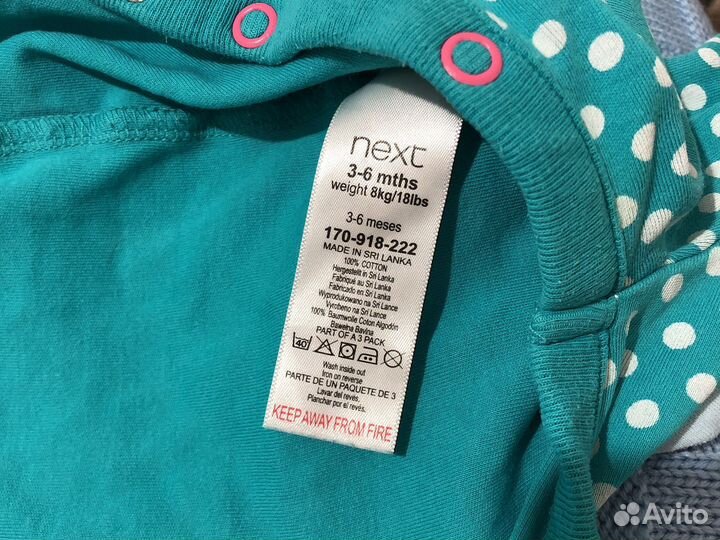 next
3-6 mths
weight 8kg/18lbs
3-6 meses
170-918-222
MADE IN SRI LANKA
100% COTTON
Hergestellt in Sri Lanka
Fabriqué au Sri Lanka
Fabricado en Sri Lanka
Wyprodukowano na Sri Lance
Vyrobeno na Sri Lance
100% Baumwolle Coton Algodón
Bawełna Bavlna
PART OF A 3 PACK
40
Wash inside out
Iron on reverse
PARTE DE UN PAQUETE DE 3
Lavar del revés.
Planchar por el revés.
KEEP AWAY FROM FIRE
Avito